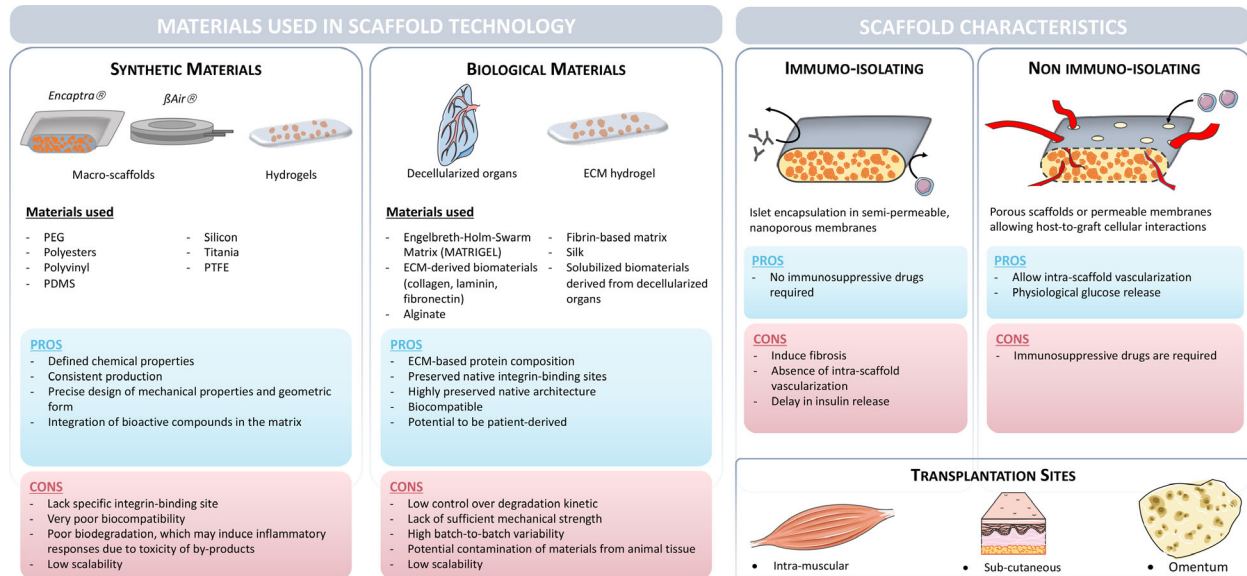 MATERIALS USED IN SCAFFOLD TECHNOLOGY
SYNTHETIC MATERIALS
Encaptra®
βAir®
Macro-scaffolds
Hydrogels
Materials used
- PEG
- Polyesters
- Polyvinyl
- PDMS
- Silicon
- Titania
- PTFE
PROS
- Defined chemical properties
- Consistent production
- Precise design of mechanical properties and geometric
form
- Integration of bioactive compounds in the matrix
CONS
- Lack specific integrin-binding site
- Very poor biocompatibility
- Poor biodegradation, which may induce inflammatory
responses due to toxicity of by-products
- Low scalability
BIOLOGICAL MATERIALS
Decellularized organs
ECM hydrogel
Materials used
- Engelbreth-Holm-Swarm
Matrix (MATRIGEL)
- ECM-derived biomaterials
(collagen, laminin,
fibronectin)
- Alginate
- Fibrin-based matrix
- Silk
- Solubilized biomaterials
derived from decellularized
organs
PROS
- ECM-based protein composition
- Preserved native integrin-binding sites
- Highly preserved native architecture
- Biocompatible
- Potential to be patient-derived
CONS
- Low control over degradation kinetic
- Lack of sufficient mechanical strength
- High batch-to-batch variability
- Potential contamination of materials from animal tissue
- Low scalability
SCAFFOLD CHARACTERISTICS
IMMUMO-ISOLATING
Islet encapsulation in semi-permeable,
nanoporous membranes
PROS
- No immunosuppressive drugs
required
CONS
- Induce fibrosis
- Absence of intra-scaffold
vascularization
- Delay in insulin release
NON IMMUNO-ISOLATING
Porous scaffolds or permeable membranes
allowing host-to-graft cellular interactions
PROS
- Allow intra-scaffold vascularization
- Physiological glucose release
CONS
- Immunosuppressive drugs are required
TRANSPLANTATION SITES
• Intra-muscular
• Sub-cutaneous
• Omentum